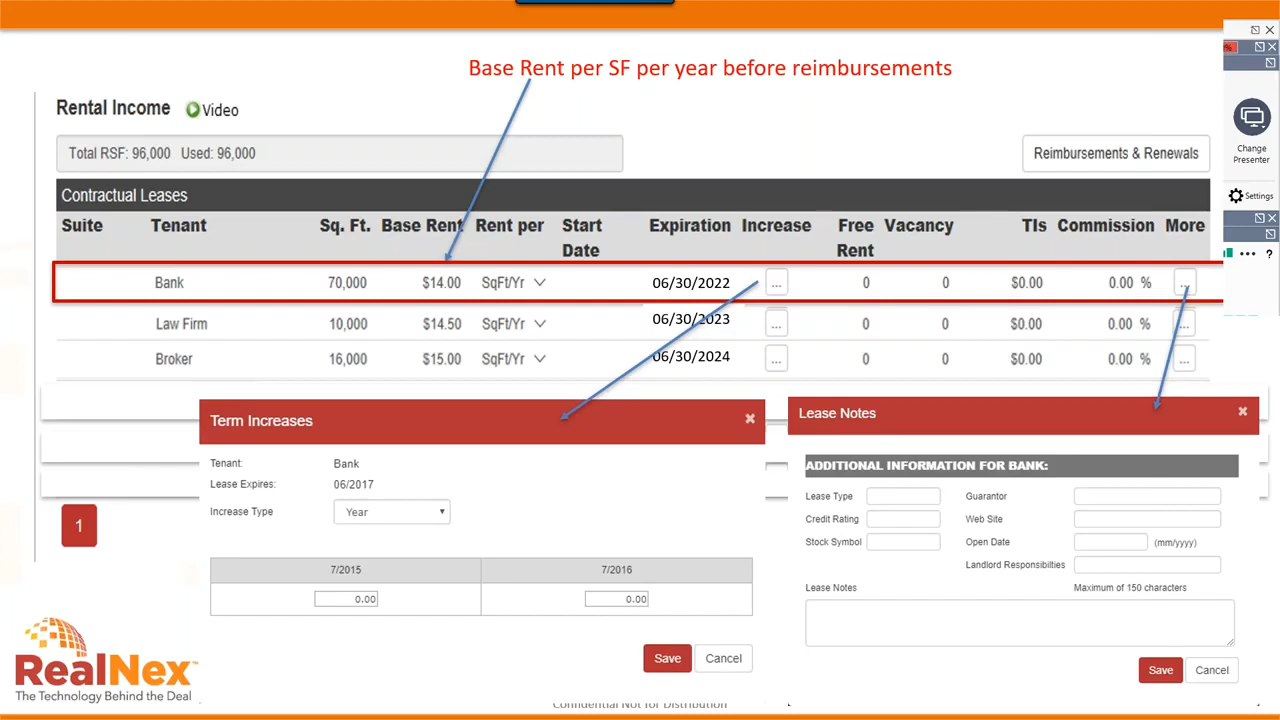 Base Rent per SF per year before reimbursements
Rental Income Video
Total RSF: 96,000 Used: 96,000
Reimbursements & Renewals
Contractual Leases
Suite Tenant Sq. Ft. Base Rent Rent per Start Date Expiration Increase Free Rent Vacancy TIs Commission More
Bank 70,000 $14.00 SqFt/Yr 06/30/2022 ... 0 0 $0.00 0.00 % ...
Law Firm 10,000 $14.50 SqFt/Yr 06/30/2023 ... 0 0 $0.00 0.00 % ...
Broker 16,000 $15.00 SqFt/Yr 06/30/2024 ... 0 0 $0.00 0.00 % ...
Term Increases
Tenant: Bank
Lease Expires: 06/2017
Increase Type Year
7/2015 7/2016
0.00 0.00
Save Cancel
Lease Notes
ADDITIONAL INFORMATION FOR BANK:
Lease Type Guarantor
Credit Rating Web Site
Stock Symbol Open Date (mm/yyyy)
Landlord Responsibilties
Lease Notes Maximum of 150 characters
Save Cancel
1
RealNex
The Technology Behind the Deal
Confidential Not for Distribution
%
Change
Presenter
Settings
... ?